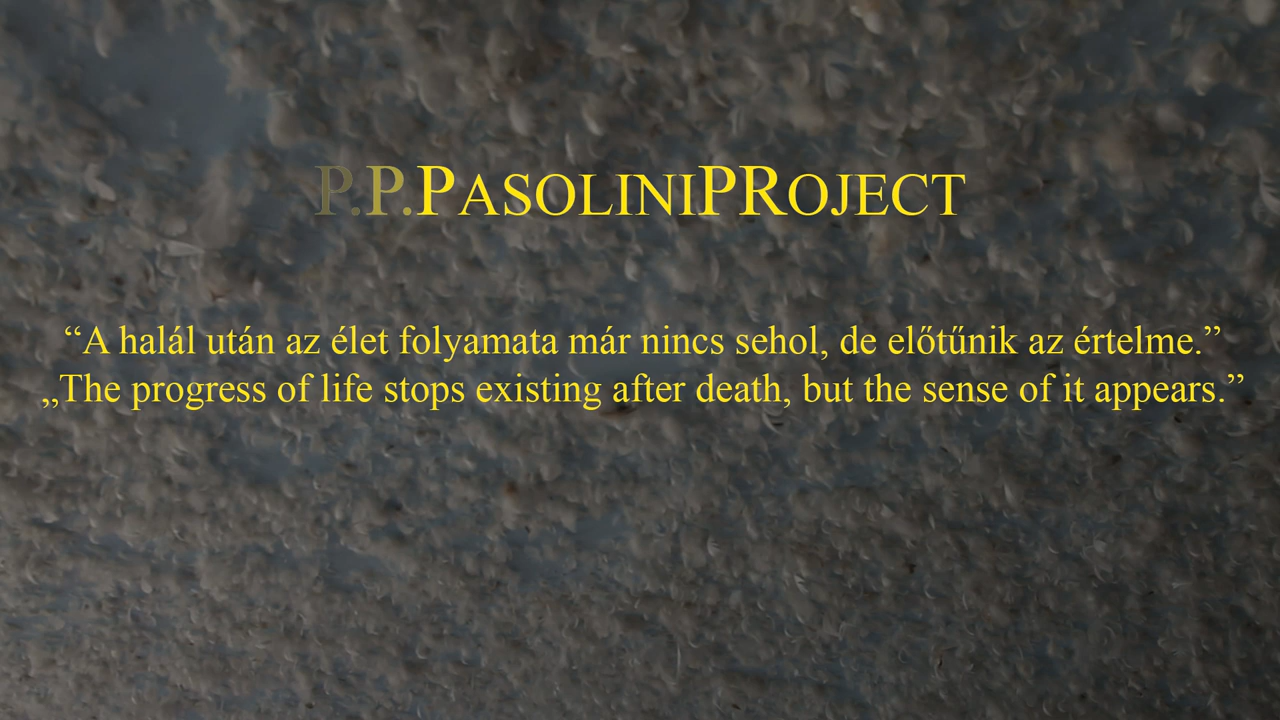 P.P.PASOLINIPROJECT
“A halál után az élet folyamata már nincs sehol, de előtűnik az értelme.”
„The progress of life stops existing after death, but the sense of it appears.”